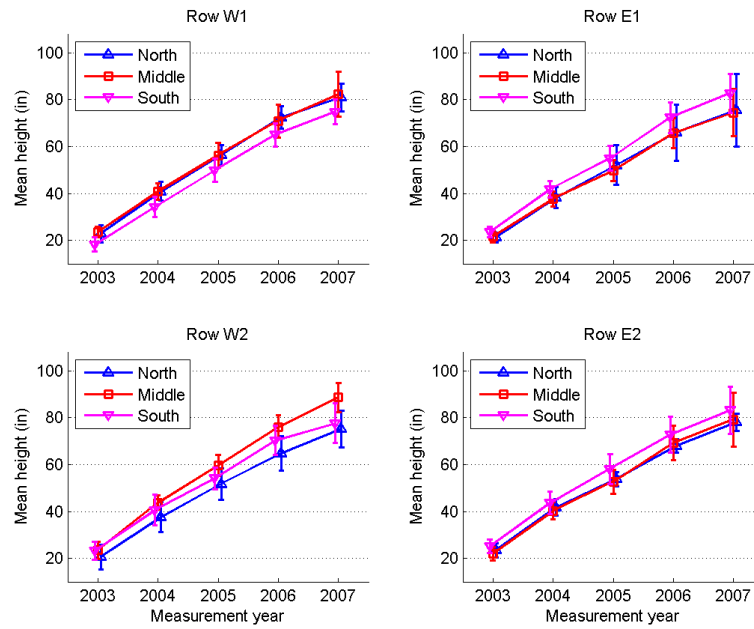 Row W1
Mean height (in)
100
80
60
40
20
North
Middle
South
2003 2004 2005 2006 2007
Row E1
Mean height (in)
100
80
60
40
20
North
Middle
South
2003 2004 2005 2006 2007
Row W2
Mean height (in)
100
80
60
40
20
North
Middle
South
2003 2004 2005 2006 2007
Measurement year
Row E2
Mean height (in)
100
80
60
40
20
North
Middle
South
2003 2004 2005 2006 2007
Measurement year